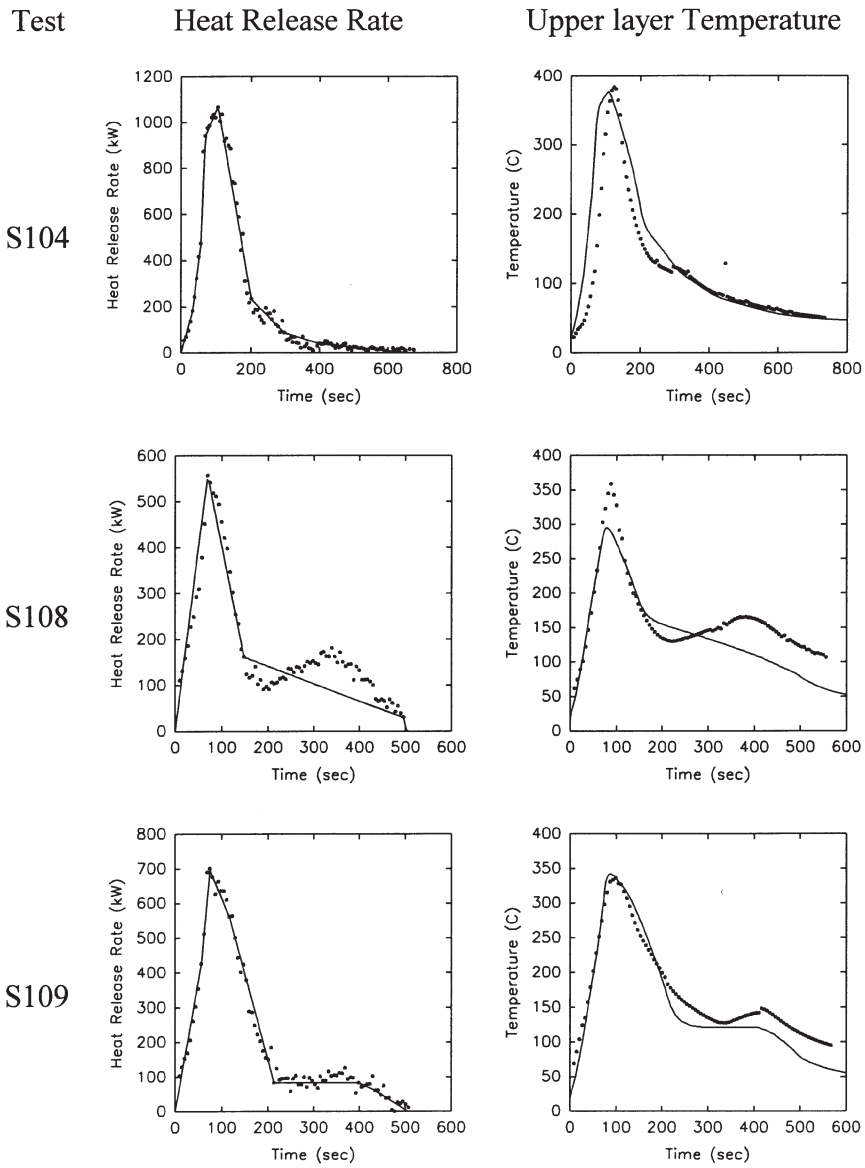 Test Heat Release Rate Upper layer Temperature
S104
Heat Release Rate (kW)
1200
1000
800
600
400
200
0
0 200 400 600 800
Time (sec)
Temperature (C)
400
300
200
100
0
0 200 400 600 800
Time (sec)
S108
Heat Release Rate (kW)
600
500
400
300
200
100
0
0 100 200 300 400 500 600
Time (sec)
Temperature (C)
400
350
300
250
200
150
100
50
0
0 100 200 300 400 500 600
Time (sec)
S109
Heat Release Rate (kW)
800
700
600
500
400
300
200
100
0
0 100 200 300 400 500 600
Time (sec)
Temperature (C)
400
350
300
250
200
150
100
50
0
0 100 200 300 400 500 600
Time (sec)